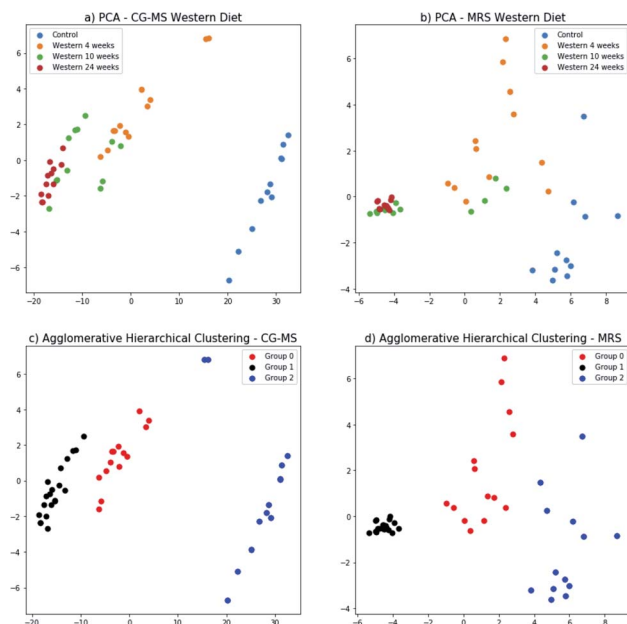 a) PCA - CG-MS Western Diet
Control
Western 4 weeks
Western 10 weeks
Western 24 weeks
6
4
2
0
−2
−4
−6
−20 −10 0 10 20 30
b) PCA - MRS Western Diet
Control
Western 4 weeks
Western 10 weeks
Western 24 weeks
6
4
2
0
−2
−4
−6 −4 −2 0 2 4 6 8
c) Agglomerative Hierarchical Clustering - CG-MS
Group 0
Group 1
Group 2
6
4
2
0
−2
−4
−6
−20 −10 0 10 20 30
d) Agglomerative Hierarchical Clustering - MRS
Group 0
Group 1
Group 2
6
4
2
0
−2
−4
−6 −4 −2 0 2 4 6 8